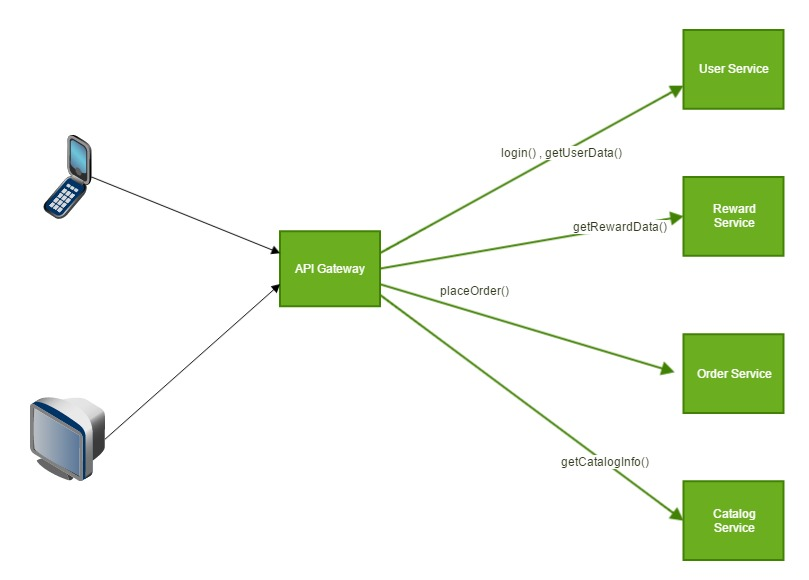 User Service
login() , getUserData()
Reward
Service
getRewardData()
API Gateway
placeOrder()
Order Service
getCatalogInfo()
Catalog
Service